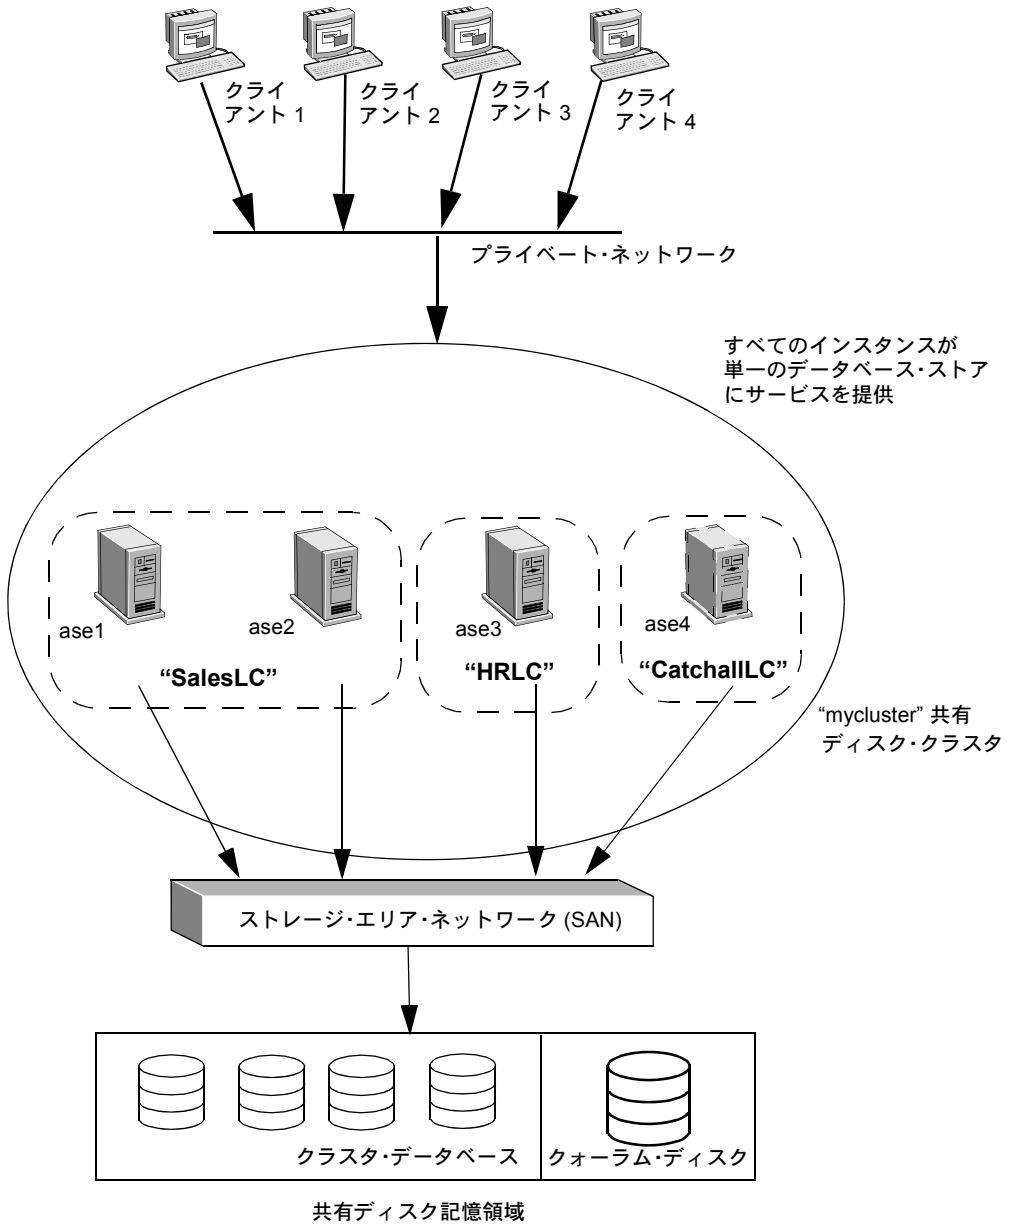 クライ
アント 1
クライ
アント 2
クライ
アント 3
クライ
アント 4
プライベート・ネットワーク
すべてのインスタンスが
単一のデータベース・ストア
にサービスを提供
ase1
ase2
ase3
ase4
“SalesLC”
“HRLC”
“CatchallLC”
“mycluster” 共有
ディスク・クラスタ
ストレージ・エリア・ネットワーク (SAN)
クラスタ・データベース
クォーラム・ディスク
共有ディスク記憶領域